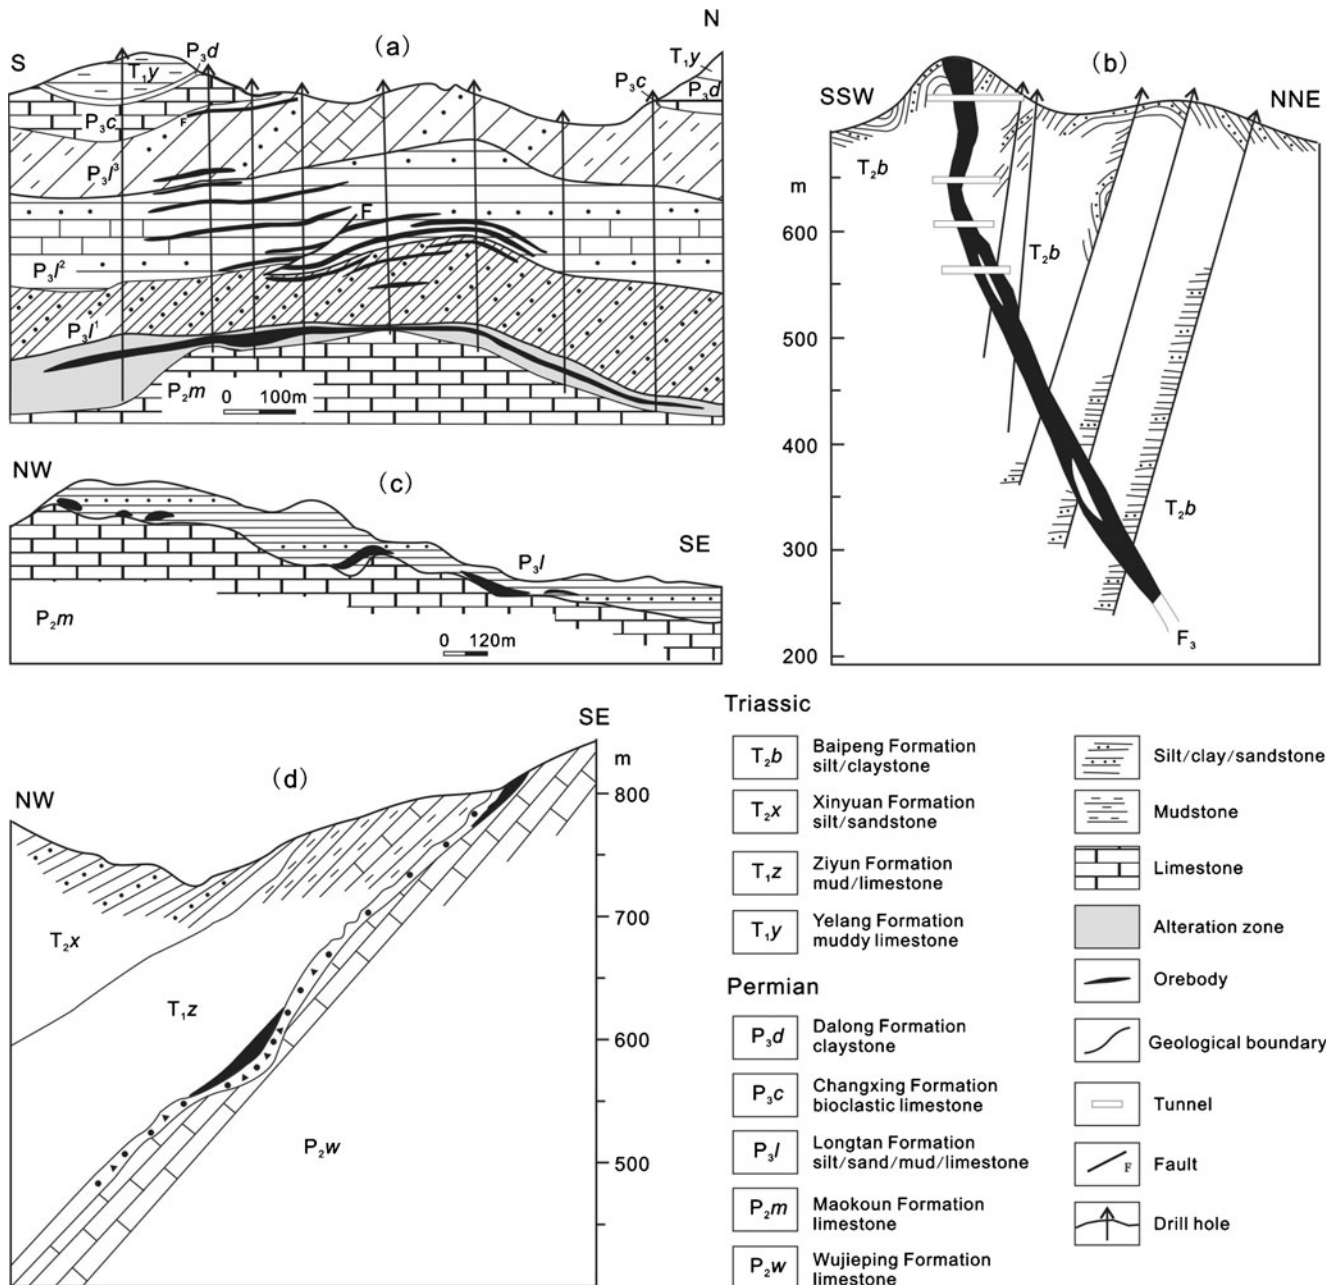 (a)
S
N
P₃d
T₁y
P₃c
F
P₃l³
F
P₃l²
P₃l¹
P₂m
0 100m
T₁y
P₃c
P₃d
(b)
SSW
NNE
m
600
500
400
300
200
T₂b
T₂b
T₂b
F₃
(c)
NW
SE
P₃l
P₂m
0 120m
(d)
NW
SE
m
800
700
600
500
T₂x
T₁z
P₂w
Triassic
T₂b Baipeng Formation
silt/claystone
T₂x Xinyuan Formation
silt/sandstone
T₁z Ziyun Formation
mud/limestone
T₁y Yelang Formation
muddy limestone
Permian
P₃d Dalong Formation
claystone
P₃c Changxing Formation
bioclastic limestone
P₃l Longtan Formation
silt/sand/mud/limestone
P₂m Maokoun Formation
limestone
P₂w Wujieping Formation
limestone
Silt/clay/sandstone
Mudstone
Limestone
Alteration zone
Orebody
Geological boundary
Tunnel
F Fault
Drill hole